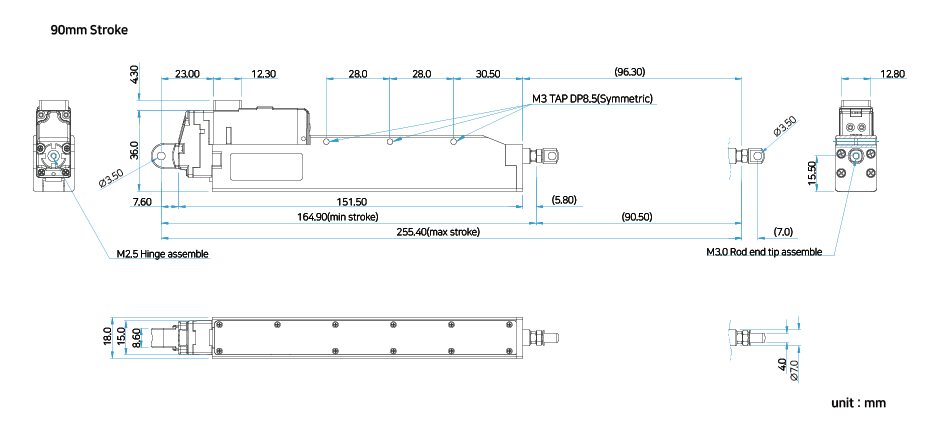 90mm Stroke
4.30
23.00
12.30
28.0
28.0
30.50
(96.30)
12.80
M3 TAP DP8.5(Symmetric)
36.0
Ø3.50
Ø3.50
15.50
7.60
151.50
(5.80)
164.90(min stroke)
(90.50)
255.40(max stroke)
(7.0)
M2.5 Hinge assemble
M3.0 Rod end tip assemble
18.0
15.0
8.60
4.0
Ø7.0
unit : mm